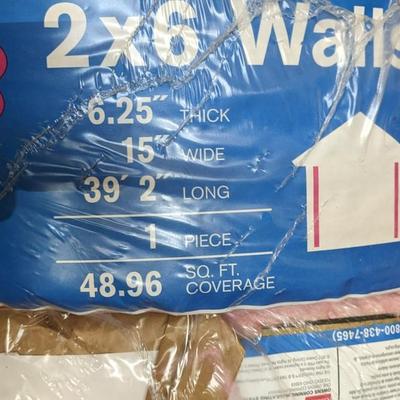 2x6 Walls
6.25" THICK
15" WIDE
39' 2" LONG
1 PIECE
48.96 SQ. FT.
COVERAGE
800-438-7465)